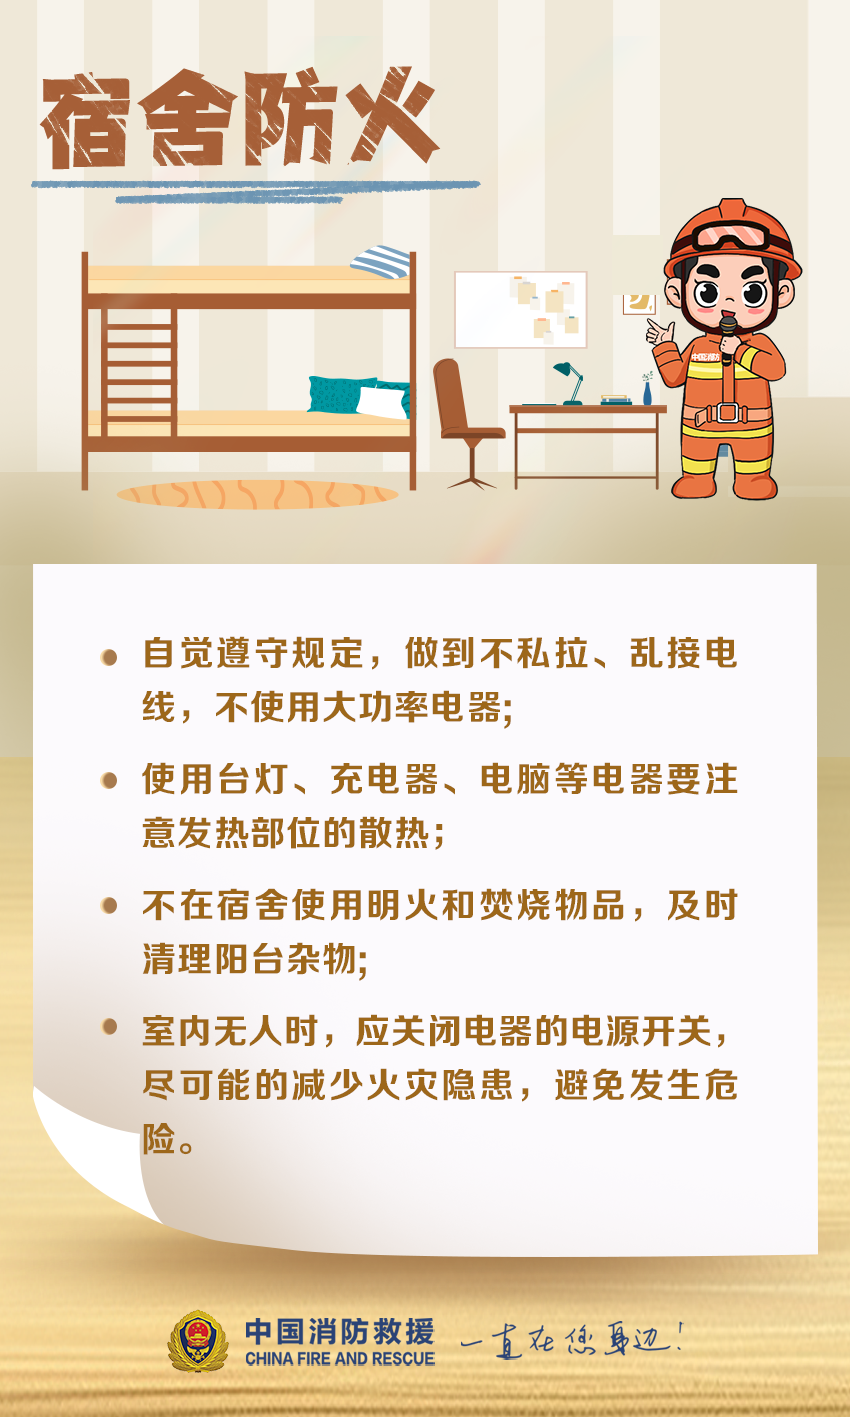 宿舍防火
中国消防
自觉遵守规定，做到不私拉、乱接电
线，不使用大功率电器;
使用台灯、充电器、电脑等电器要注
意发热部位的散热；
不在宿舍使用明火和焚烧物品，及时
清理阳台杂物;
室内无人时，应关闭电器的电源开关，
尽可能的减少火灾隐患，避免发生危
险。
中国消防救援
CHINA FIRE AND RESCUE
一直在您身边！